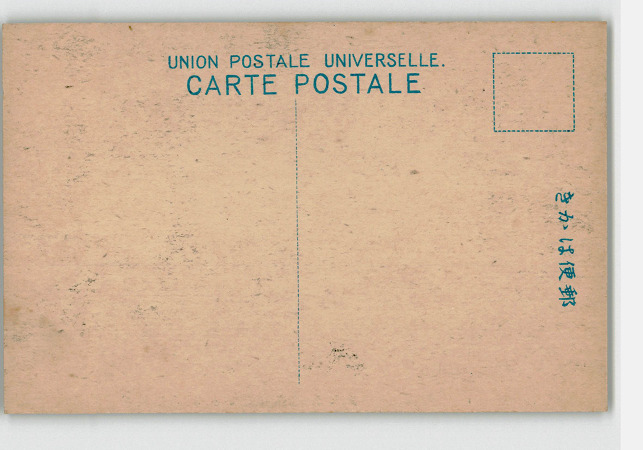 UNION POSTALE UNIVERSELLE.
CARTE POSTALE
きかは便郵